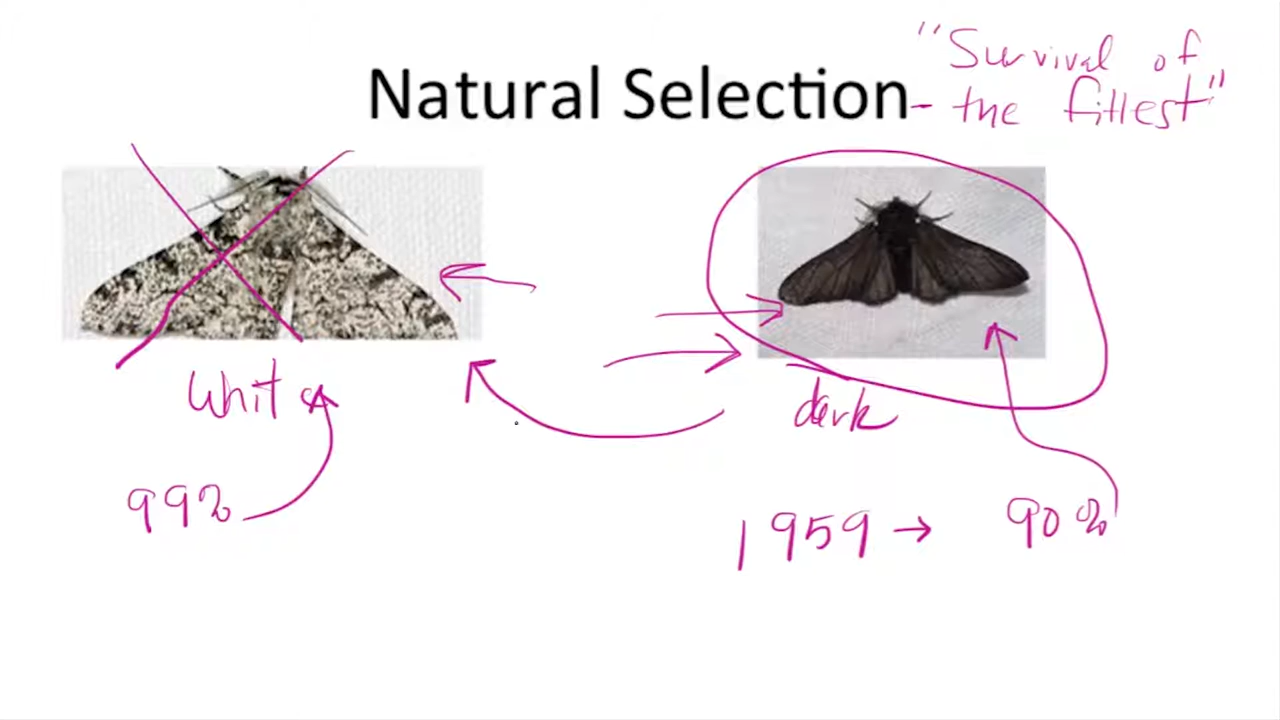 "Survival of
Natural Selection - the fittest"
White
dark
99%
1959 → 90%